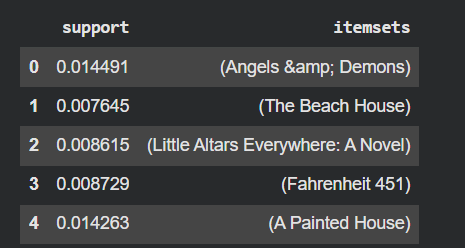 support itemsets
0 0.014491 (Angels &amp; Demons)
1 0.007645 (The Beach House)
2 0.008615 (Little Altars Everywhere: A Novel)
3 0.008729 (Fahrenheit 451)
4 0.014263 (A Painted House)